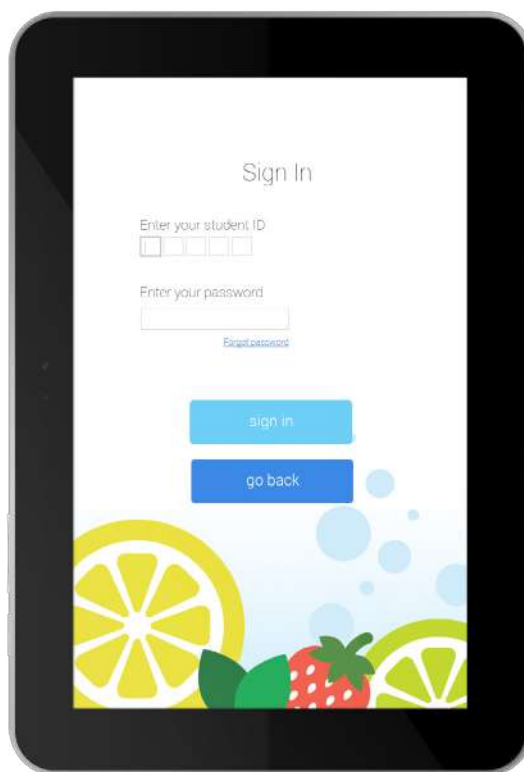 Sign In
Enter your student ID
Enter your password
Forgot password
sign in
go back